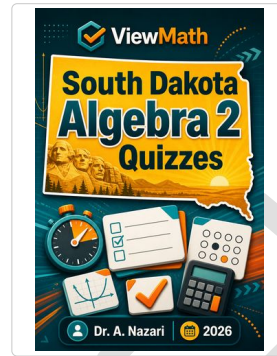 ViewMath
South Dakota
Algebra 2
Quizzes
Dr. A. Nazari
2026